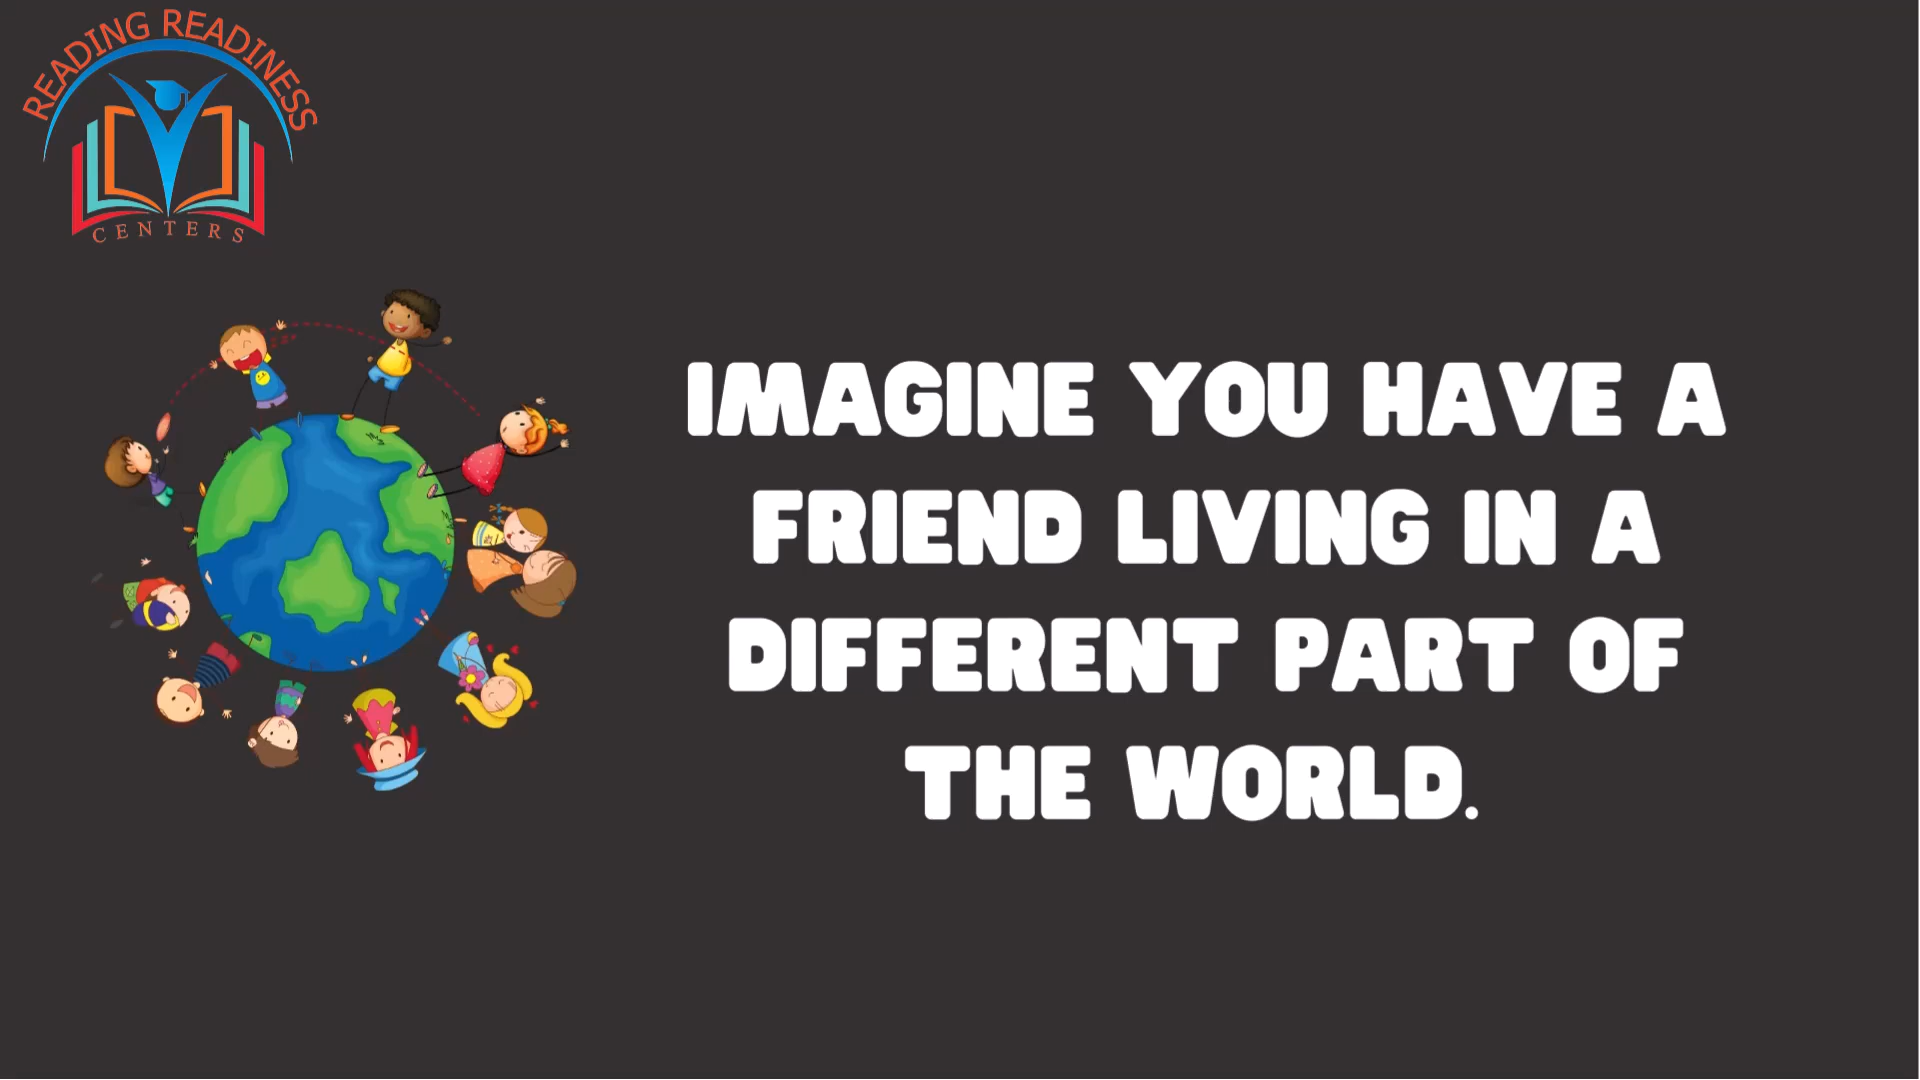 READING READINESS
CENTERS
IMAGINE YOU HAVE A
FRIEND LIVING IN A
DIFFERENT PART OF
THE WORLD.